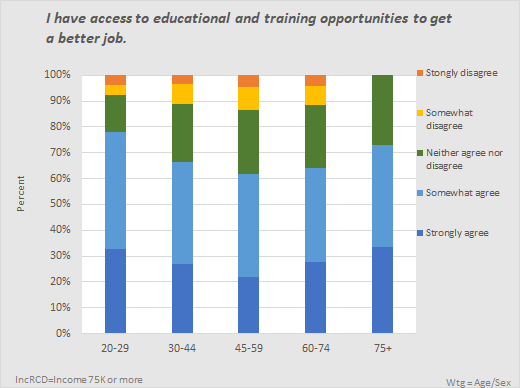 I have access to educational and training opportunities to get
a better job.
100%
90%
80%
70%
60%
50%
40%
30%
20%
10%
0%
Percent
20-29
30-44
45-59
60-74
75+
Stongly disagree
Somewhat
disagree
Neither agree nor
disagree
Somewhat agree
Strongly agree
IncRCD=Income 75K or more
Wtg = Age/Sex